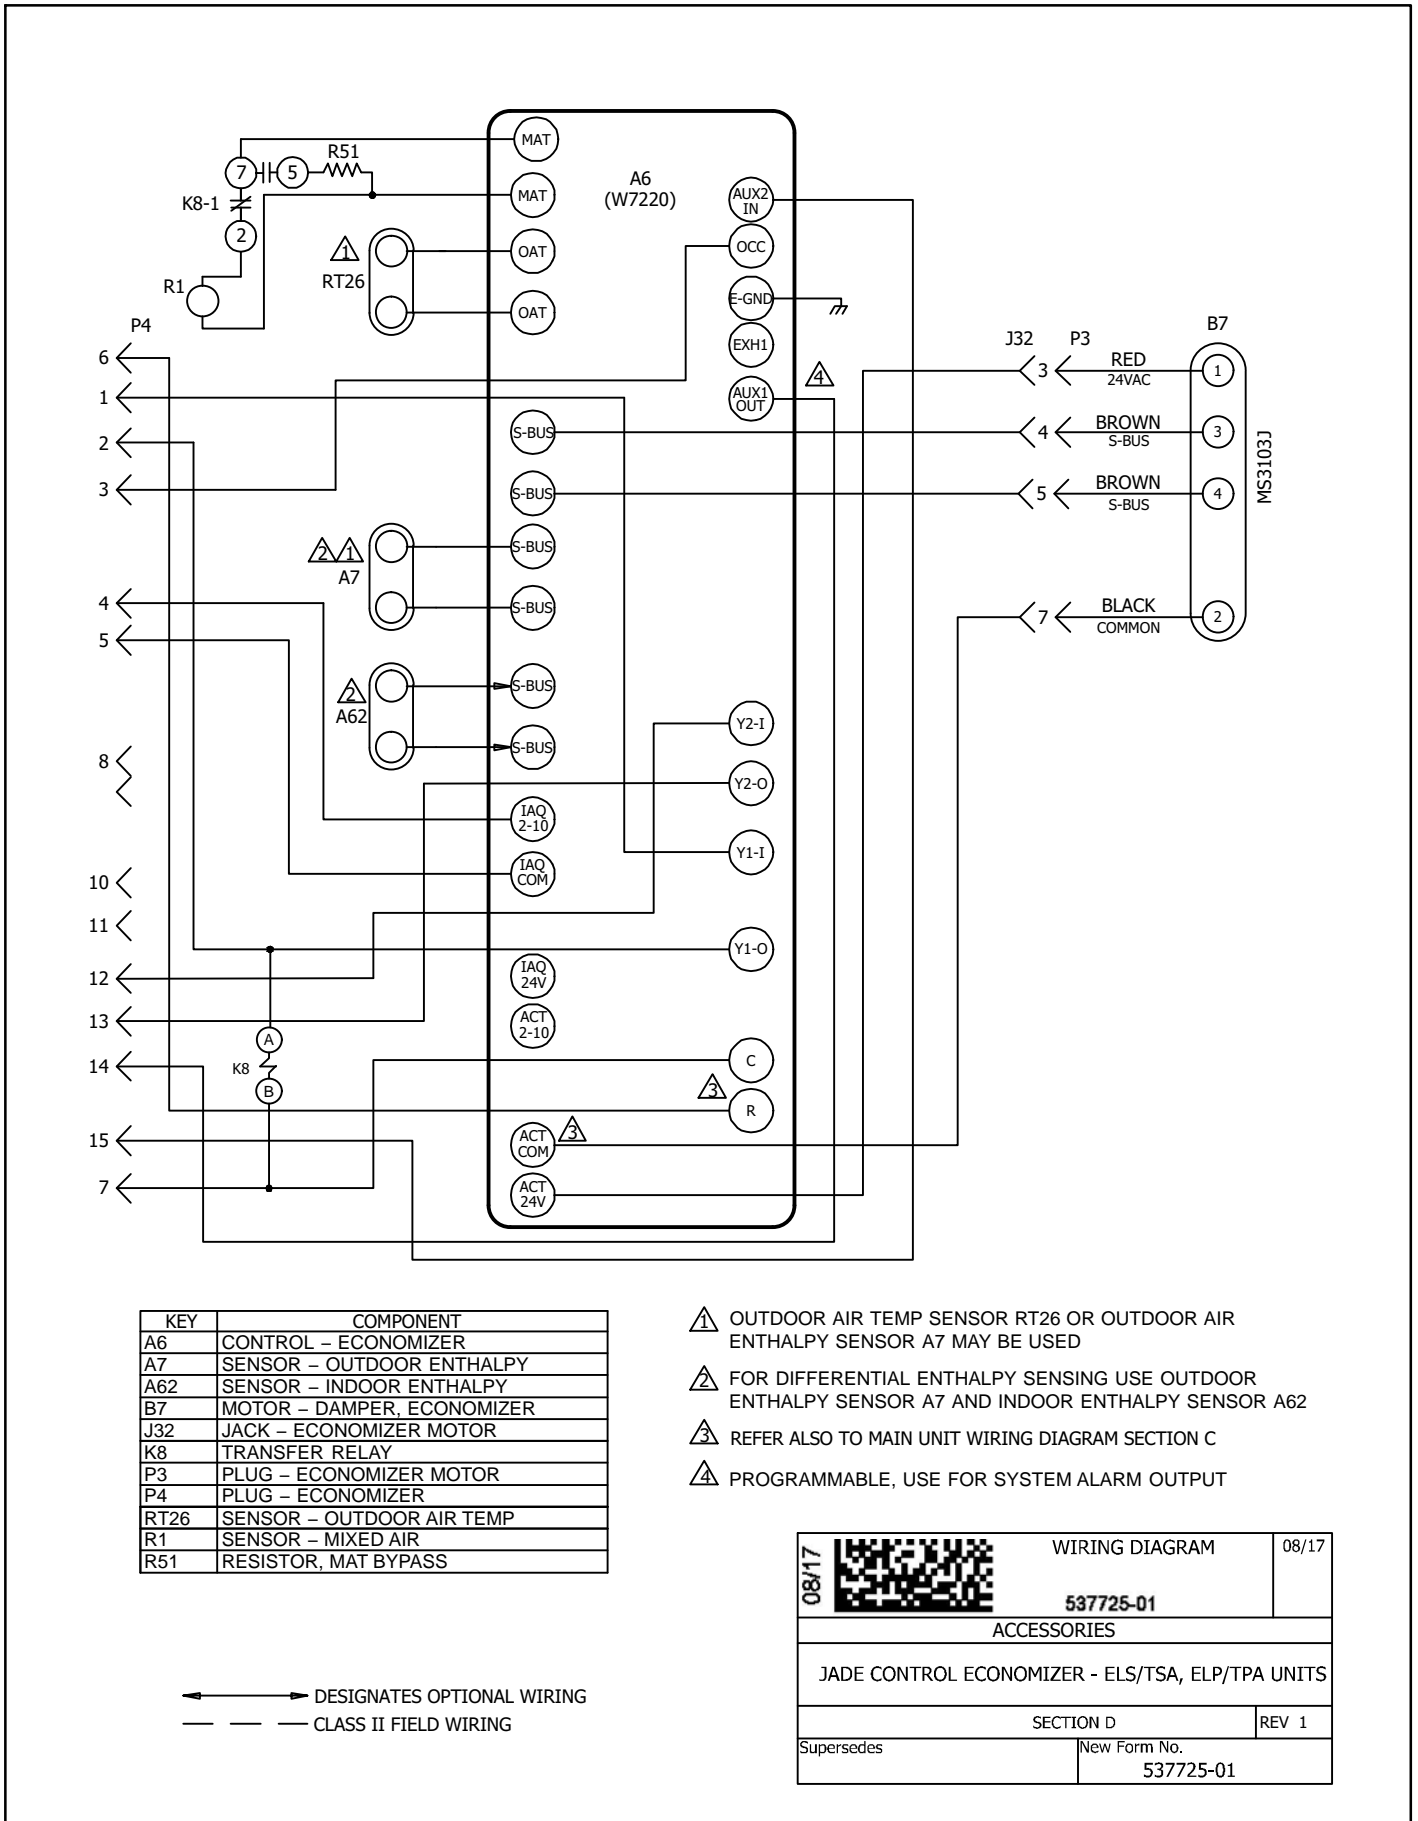 MAT
R51
7
5
A6
(W7220)
MAT
AUX2
IN
K8-1
2
1
OAT
OCC
RT26
R1
E-GND
OAT
P4
B7
EXH1
J32
P3
6
RED
3
1
24VAC
4
1
AUX1
OUT
BROWN
S-BUS
4
3
S-BUS
2
MS3103J
3
S-BUS
5
BROWN
4
S-BUS
2 1
S-BUS
A7
4
S-BUS
BLACK
7
2
COMMON
5
2
S-BUS
A62
Y2-I
S-BUS
8
Y2-O
IAQ
2-10
Y1-I
IAQ
COM
10
11
Y1-O
12
IAQ
24V
13
ACT
2-10
A
14
K8
C
B
3
R
15
ACT
COM
3
7
ACT
24V
KEY COMPONENT
A6 CONTROL – ECONOMIZER
A7 SENSOR – OUTDOOR ENTHALPY
A62 SENSOR – INDOOR ENTHALPY
B7 MOTOR – DAMPER, ECONOMIZER
J32 JACK – ECONOMIZER MOTOR
K8 TRANSFER RELAY
P3 PLUG – ECONOMIZER MOTOR
P4 PLUG – ECONOMIZER
RT26 SENSOR – OUTDOOR AIR TEMP
R1 SENSOR – MIXED AIR
R51 RESISTOR, MAT BYPASS
1 OUTDOOR AIR TEMP SENSOR RT26 OR OUTDOOR AIR
ENTHALPY SENSOR A7 MAY BE USED
2 FOR DIFFERENTIAL ENTHALPY SENSING USE OUTDOOR
ENTHALPY SENSOR A7 AND INDOOR ENTHALPY SENSOR A62
3 REFER ALSO TO MAIN UNIT WIRING DIAGRAM SECTION C
4 PROGRAMMABLE, USE FOR SYSTEM ALARM OUTPUT
DESIGNATES OPTIONAL WIRING
CLASS II FIELD WIRING
08/17
WIRING DIAGRAM
08/17
537725-01
ACCESSORIES
JADE CONTROL ECONOMIZER - ELS/TSA, ELP/TPA UNITS
SECTION D
REV 1
Supersedes
New Form No.
537725-01